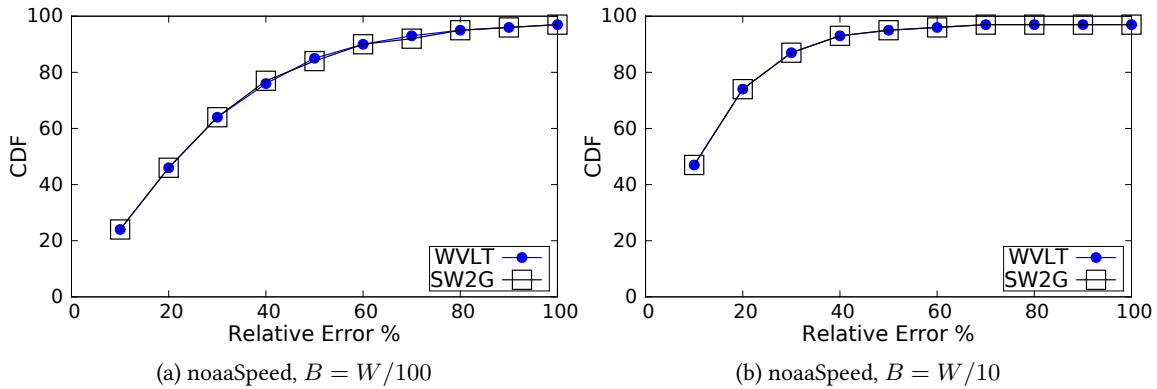 100
80
60
40
20
0
CDF
0 20 40 60 80 100
Relative Error %
WVLT
SW2G
(a) noaaSpeed, B = W/100
100
80
60
40
20
0
CDF
0 20 40 60 80 100
Relative Error %
WVLT
SW2G
(b) noaaSpeed, B = W/10